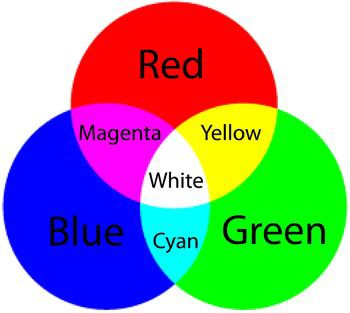 Red
Magenta
Yellow
White
Blue
Cyan
Green